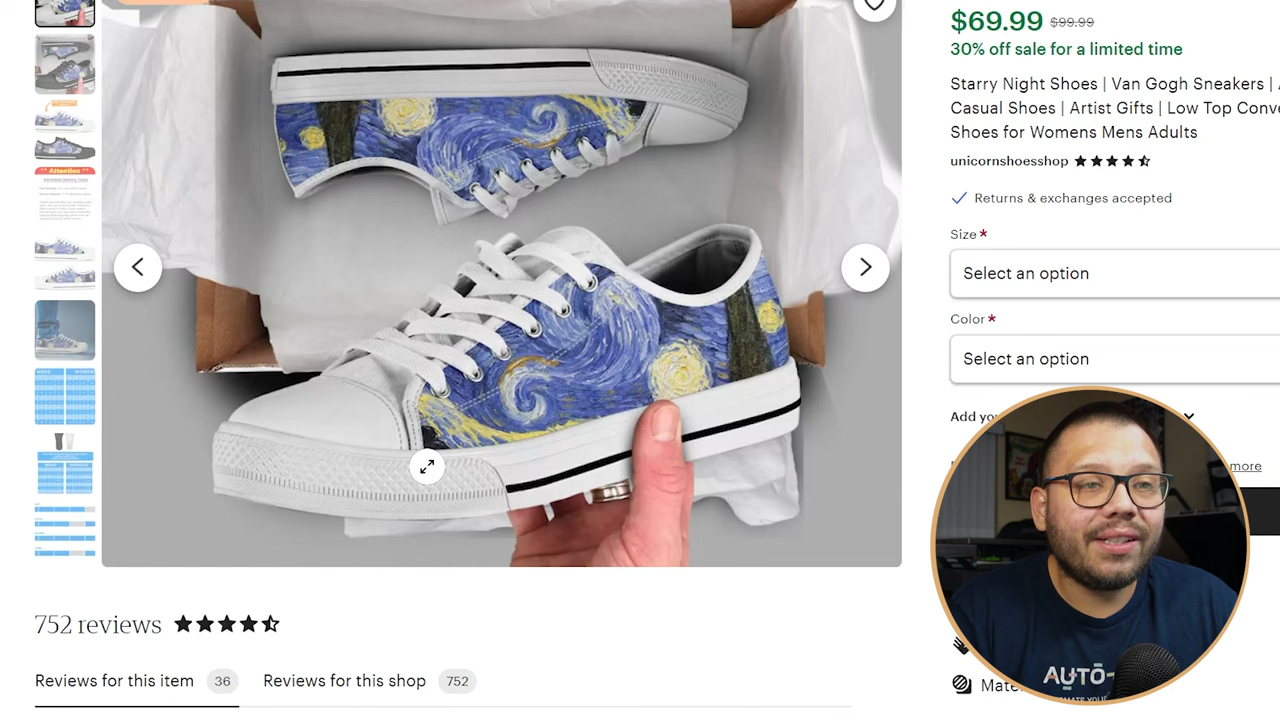 $69.99 $99.99
30% off sale for a limited time
Starry Night Shoes | Van Gogh Sneakers |
Casual Shoes | Artist Gifts | Low Top
Shoes for Womens Mens Adults
unicornshoesshop
Returns & exchanges accepted
Size*
Select an option
Color*
Select an option
Add
more
** Attention **
AUTO
752 reviews
Reviews for this item 36 Reviews for this shop 752